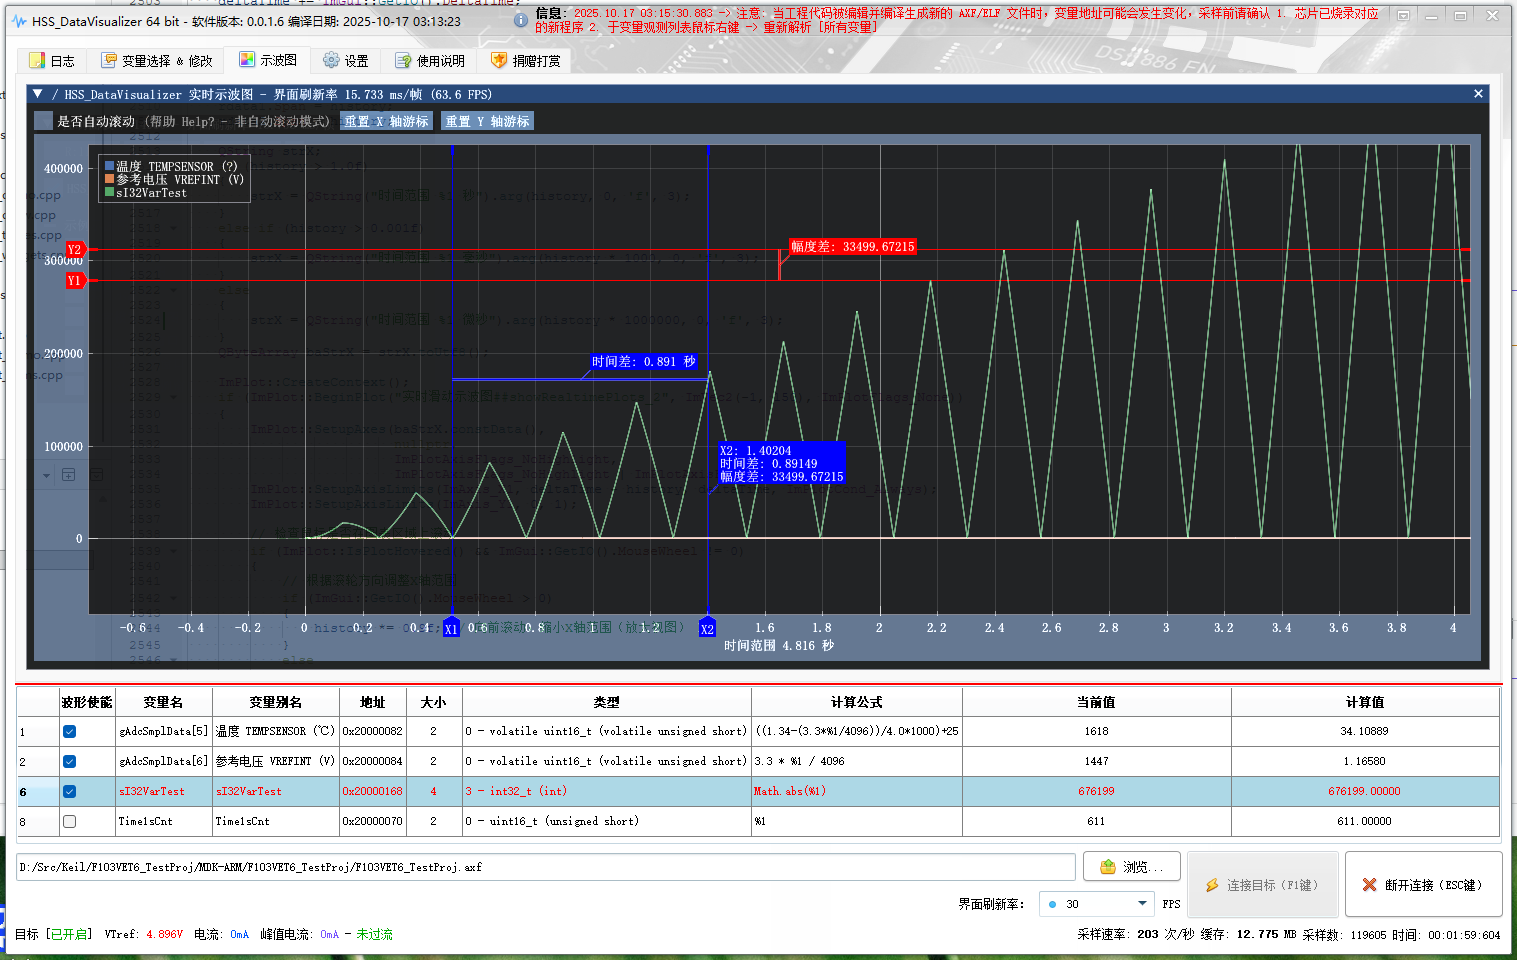 HSS_DataVisualizer 64 bit - 软件版本: 0.0.1.6 编译日期: 2025-10-17 03:13:23
信息: 2025.10.17 03:15:30.883 -> 注意: 当工程代码被编辑并编译生成新的 AXF/ELF 文件时, 变量地址可能会发生变化, 采样前请确认 1. 芯片已烧录对应
的新程序 2. 于变量观测列表鼠标右键 -> 重新解析 [所有变量]
日志 变量选择 & 修改 示波图 设置 使用说明 捐赠打赏
▼ / HSS_DataVisualizer 实时示波图 - 界面刷新率 15.733 ms/帧 (63.6 FPS)
是否自动滚动 (帮助 Help? - 非自动滚动模式) 重置 X 轴游标 重置 Y 轴游标
温度 TEMPSENSOR (?)
参考电压 VREFINT (V)
sI32VarTest
400000
Y2
幅度差: 33499.67215
300000
Y1
200000
时间差: 0.891 秒
100000
X2: 1.40204
时间差: 0.89149
幅度差: 33499.67215
0
-0.6 -0.4 -0.2 0 0.2 0.4 X1 0.6 0.8 1 1.2 X2 1.6 1.8 2 2.2 2.4 2.6 2.8 3 3.2 3.4 3.6 3.8 4
时间范围 4.816 秒
波形使能 变量名 变量别名 地址 大小 类型 计算公式 当前值 计算值
1 gAdcSmplData[5] 温度 TEMPSENSOR (℃) 0x20000082 2 0 - volatile uint16_t (volatile unsigned short) ((1.34-(3.3*%1/4096))/4.0*1000)+25 1618 34.10889
2 gAdcSmplData[6] 参考电压 VREFINT (V) 0x20000084 2 0 - volatile uint16_t (volatile unsigned short) 3.3 * %1 / 4096 1447 1.16580
6 sI32VarTest sI32VarTest 0x20000168 4 3 - int32_t (int) Math.abs(%1) 676199 676199.00000
8 Time1sCnt Time1sCnt 0x20000070 2 0 - uint16_t (unsigned short) %1 611 611.00000
D:/Src/Keil/F103VET6_TestProj/MDK-ARM/F103VET6_TestProj/F103VET6_TestProj.axf
浏览... 连接目标 (F1键) 断开连接 (ESC键)
界面刷新率: 30 FPS
目标 [已开启] VTref: 4.896V 电流: 0mA 峰值电流: 0mA - 未过流
采样速率: 203 次/秒 缓存: 12.775 MB 采样数: 119605 时间: 00:01:59:604